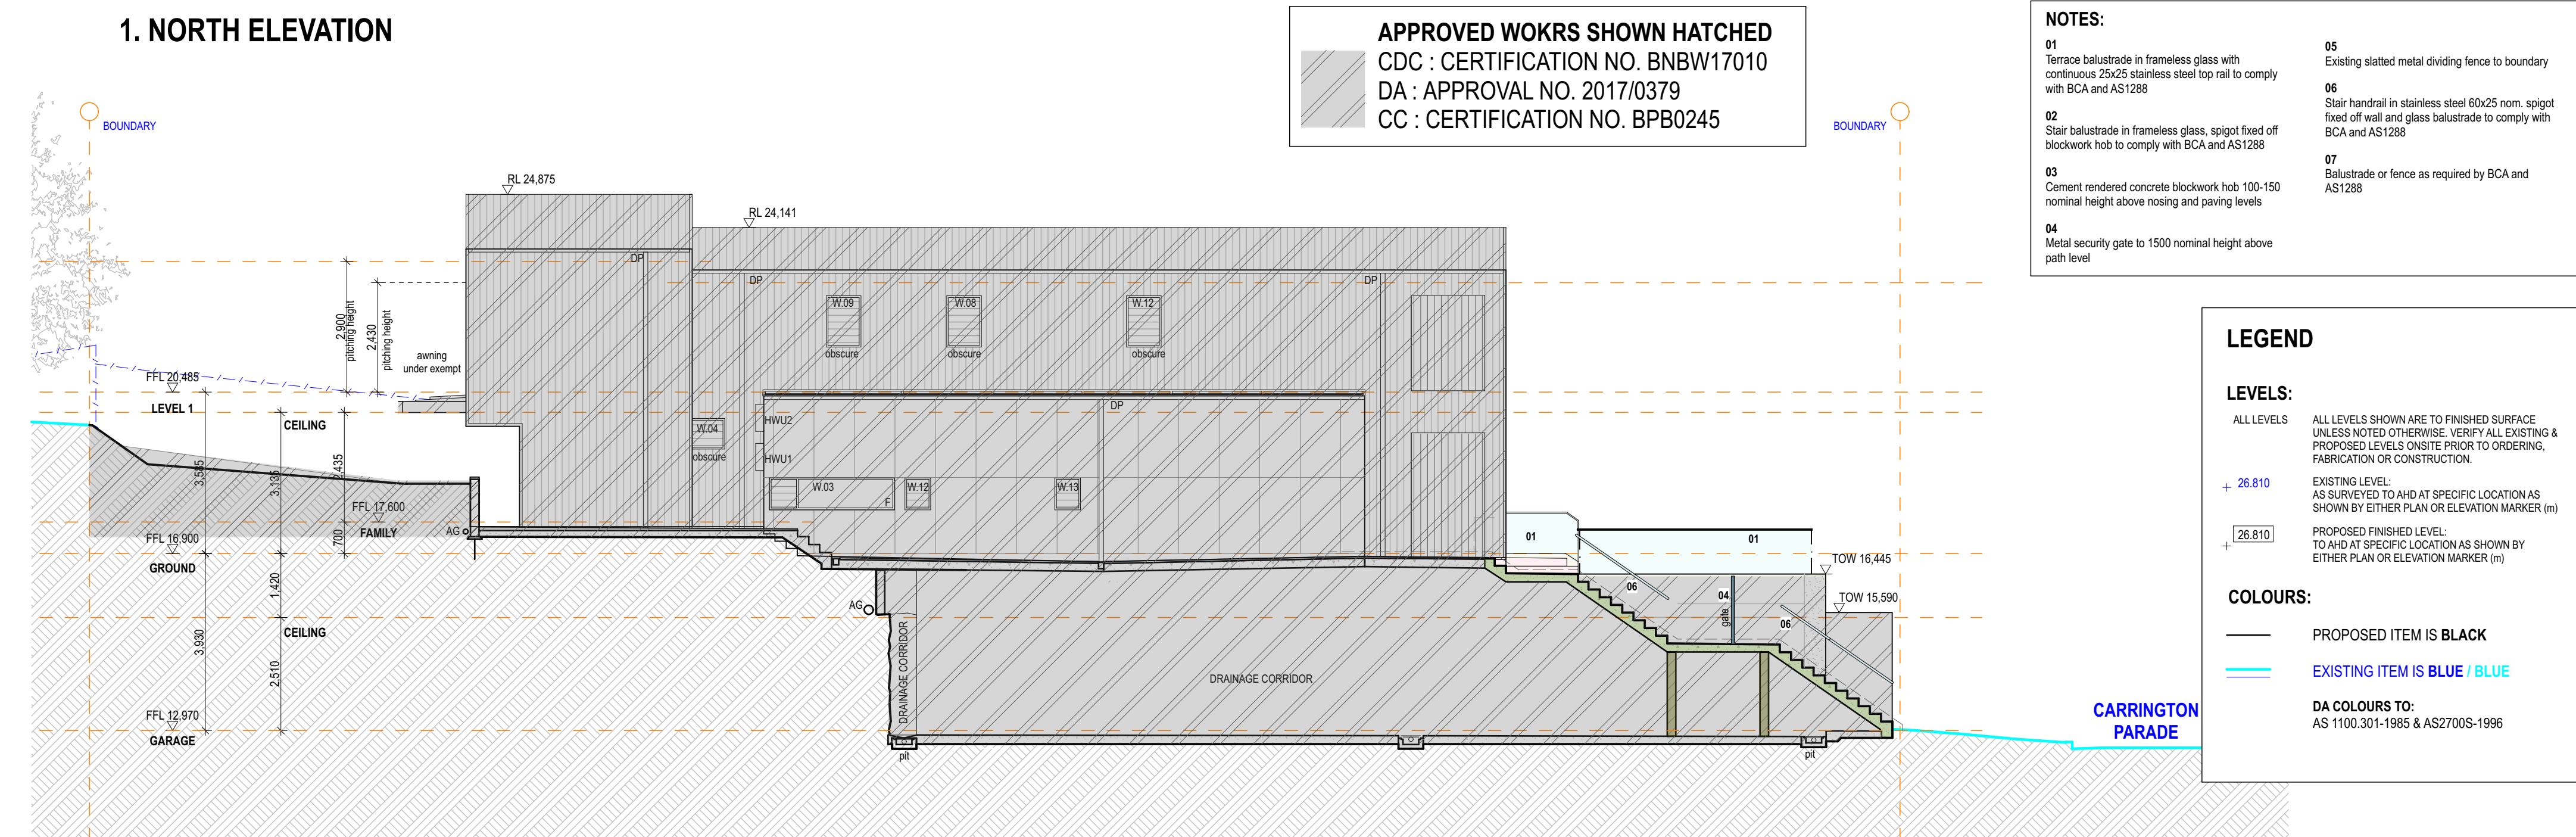 1. NORTH ELEVATION
APPROVED WOKRS SHOWN HATCHED
CDC : CERTIFICATION NO. BNBW17010
DA : APPROVAL NO. 2017/0379
CC : CERTIFICATION NO. BPB0245
NOTES:
01
Terrace balustrade in frameless glass with
continuous 25x25 stainless steel top rail to comply
with BCA and AS1288
02
Stair balustrade in frameless glass, spigot fixed off
blockwork hob to comply with BCA and AS1288
03
Cement rendered concrete blockwork hob 100-150
nominal height above nosing and paving levels
04
Metal security gate to 1500 nominal height above
path level
05
Existing slatted metal dividing fence to boundary
06
Stair handrail in stainless steel 60x25 nom. spigot
fixed off wall and glass balustrade to comply with
BCA and AS1288
07
Balustrade or fence as required by BCA and
AS1288
BOUNDARY
BOUNDARY
RL 24,875
RL 24,141
DP
DP
DP
2,900
pitching height
2,430
pitching height
W.09
W.08
W.12
obscure
obscure
obscure
awning
under exempt
FFL 20,485
LEVEL 1
CEILING
DP
HWU2
W.04
obscure
HWU1
3,585
3,135
2,435
W.03
F
W.12
W.13
FFL 17,600
FAMILY
AG
700
FFL 16,900
GROUND
01
01
TOW 16,445
1,420
AG
06
04
gate
06
TOW 15,590
CEILING
3,930
2,510
DRAINAGE CORRIDOR
DRAINAGE CORRIDOR
FFL 12,970
GARAGE
pit
pit
CARRINGTON
PARADE
LEGEND
LEVELS:
ALL LEVELS
ALL LEVELS SHOWN ARE TO FINISHED SURFACE
UNLESS NOTED OTHERWISE. VERIFY ALL EXISTING &
PROPOSED LEVELS ONSITE PRIOR TO ORDERING,
FABRICATION OR CONSTRUCTION.
26.810
EXISTING LEVEL:
AS SURVEYED TO AHD AT SPECIFIC LOCATION AS
SHOWN BY EITHER PLAN OR ELEVATION MARKER (m)
26.810
PROPOSED FINISHED LEVEL:
TO AHD AT SPECIFIC LOCATION AS SHOWN BY
EITHER PLAN OR ELEVATION MARKER (m)
COLOURS:
PROPOSED ITEM IS BLACK
EXISTING ITEM IS BLUE / BLUE
DA COLOURS TO:
AS 1100.301-1985 & AS2700S-1996